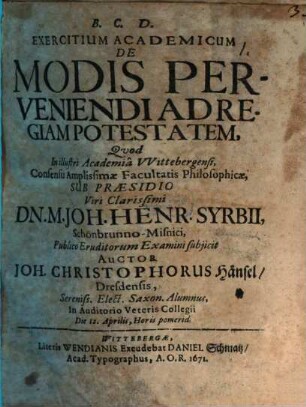 B. C. D.
EXERCITIUM ACADEMICUM
DE
MODIS PER-
VENIENDI AD RE-
GIAM POTESTATEM,
Quod
In illustri Academiâ VVittebergensi,
Consensu Amplissimæ Facultatis Philosophicæ,
SUB PRÆSIDIO
Viri Clarissimi
DN. M. JOH. HENR. SYRBII,
Schönbrunno-Misnici,
Publico Eruditorum Examini subjicit
AUCTOR
JOH. CHRISTOPHORUS Hänsel/
Dresdensis,
Sereniss. Elect. Saxon. Alumnus,
In Auditorio Veteris Collegii
Die 12. Aprilis, Horis pomerid.
WITTEBERGÆ,
Literis WENDIANIS Excudebat DANIEL Schmatz/
Acad. Typographus, A. O. R. 1671.